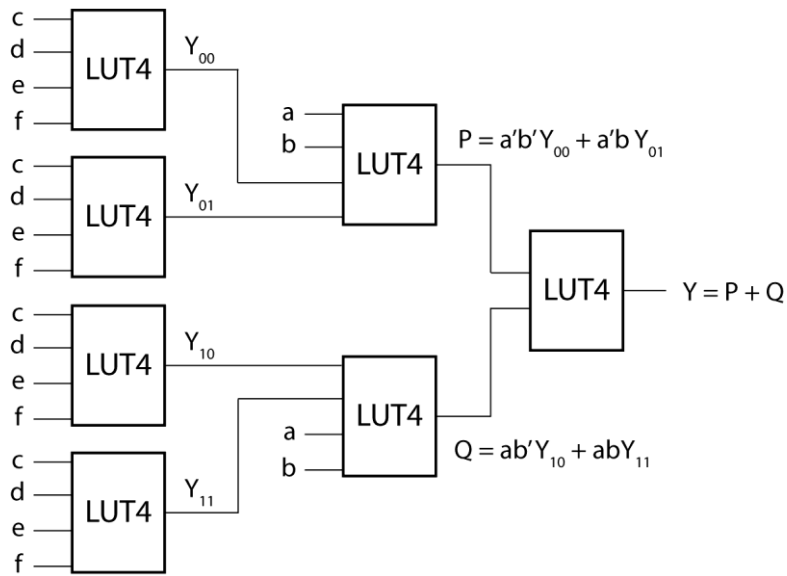 c
d
e
f
LUT4
Y₀₀
c
d
e
f
LUT4
Y₀₁
a
b
LUT4
P = a'b'Y₀₀ + a'b Y₀₁
LUT4
Y = P + Q
c
d
e
f
LUT4
Y₁₀
c
d
e
f
LUT4
Y₁₁
a
b
LUT4
Q = ab'Y₁₀ + abY₁₁